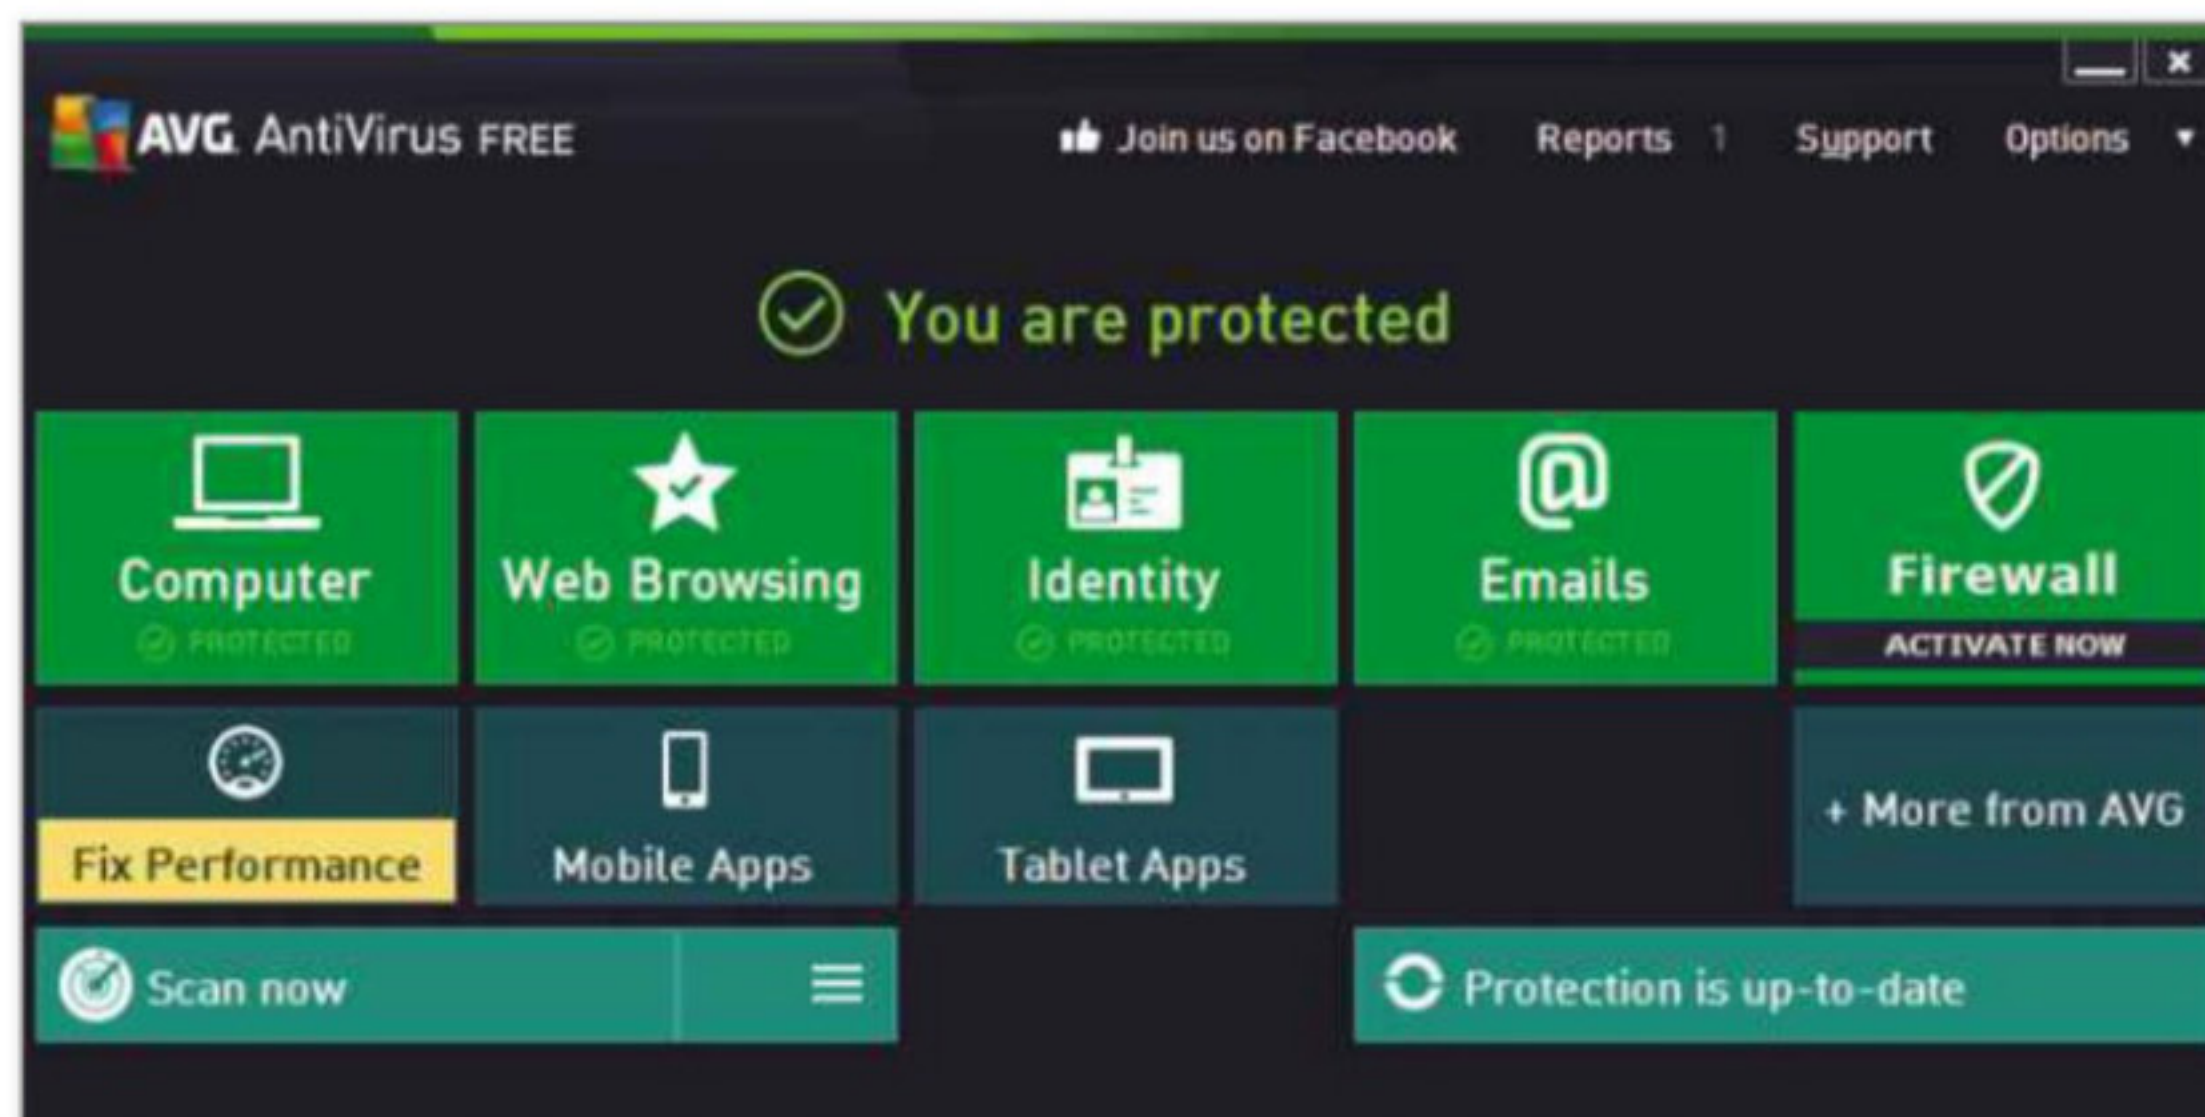 AVG AntiVirus FREE
Join us on Facebook Reports 1 Support Options
You are protected
Computer Web Browsing Identity Emails Firewall
PROTECTED PROTECTED PROTECTED PROTECTED ACTIVATE NOW
+ More from AVG
Fix Performance Mobile Apps Tablet Apps
Scan now Protection is up-to-date